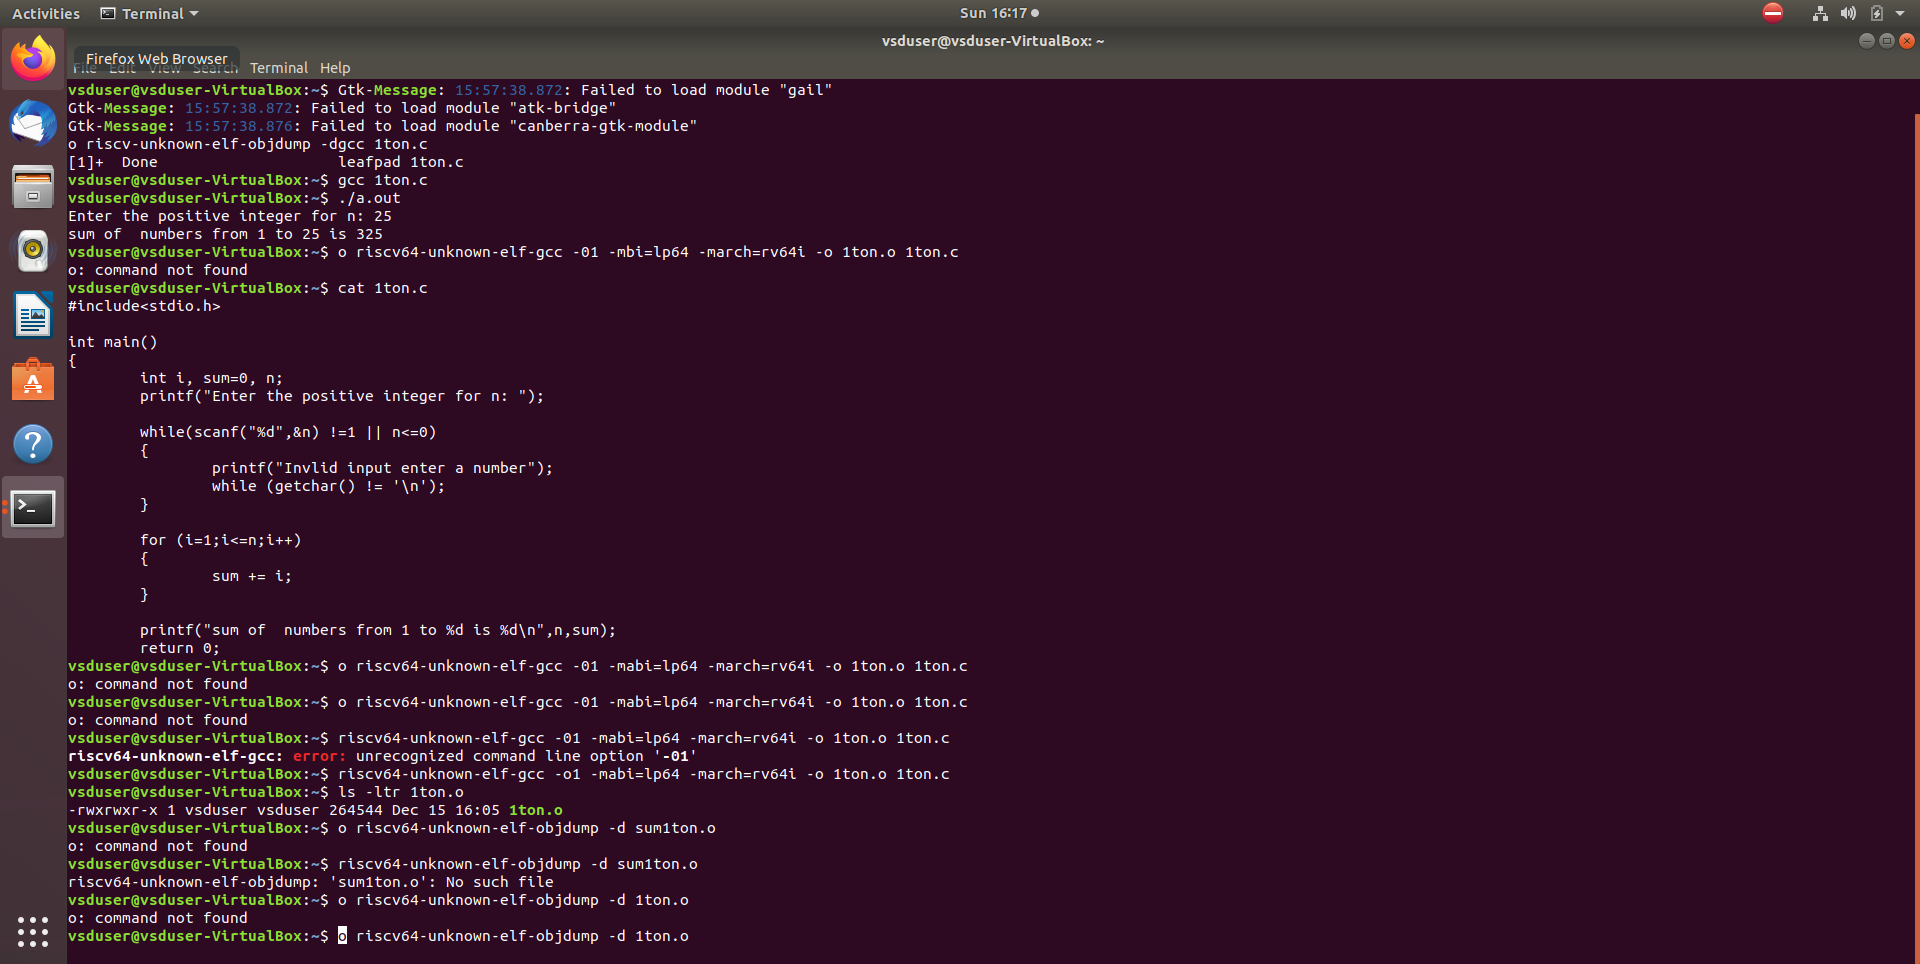 Activities Terminal Sun 16:17
vsduser@vsduser-VirtualBox: ~
Firefox Web Browser
File Edit View Search Terminal Help
vsduser@vsduser-VirtualBox:~$ Gtk-Message: 15:57:38.872: Failed to load module "gail"
Gtk-Message: 15:57:38.872: Failed to load module "atk-bridge"
Gtk-Message: 15:57:38.876: Failed to load module "canberra-gtk-module"
o riscv-unknown-elf-objdump -dgcc 1ton.c
[1]+  Done                    leafpad 1ton.c
vsduser@vsduser-VirtualBox:~$ gcc 1ton.c
vsduser@vsduser-VirtualBox:~$ ./a.out
Enter the positive integer for n: 25
sum of  numbers from 1 to 25 is 325
vsduser@vsduser-VirtualBox:~$ o riscv64-unknown-elf-gcc -01 -mbi=lp64 -march=rv64i -o 1ton.o 1ton.c
o: command not found
vsduser@vsduser-VirtualBox:~$ cat 1ton.c
#include<stdio.h>
int main()
{
        int i, sum=0, n;
        printf("Enter the positive integer for n: ");
        while(scanf("%d",&n) !=1 || n<=0)
        {
                printf("Invlid input enter a number");
                while (getchar() != '\n');
        }
        for (i=1;i<=n;i++)
        {
                sum += i;
        }
        printf("sum of  numbers from 1 to %d is %d\n",n,sum);
        return 0;
vsduser@vsduser-VirtualBox:~$ o riscv64-unknown-elf-gcc -01 -mabi=lp64 -march=rv64i -o 1ton.o 1ton.c
o: command not found
vsduser@vsduser-VirtualBox:~$ o riscv64-unknown-elf-gcc -01 -mabi=lp64 -march=rv64i -o 1ton.o 1ton.c
o: command not found
vsduser@vsduser-VirtualBox:~$ riscv64-unknown-elf-gcc -01 -mabi=lp64 -march=rv64i -o 1ton.o 1ton.c
riscv64-unknown-elf-gcc: error: unrecognized command line option '-01'
vsduser@vsduser-VirtualBox:~$ riscv64-unknown-elf-gcc -o1 -mabi=lp64 -march=rv64i -o 1ton.o 1ton.c
vsduser@vsduser-VirtualBox:~$ ls -ltr 1ton.o
-rwxrwxr-x 1 vsduser vsduser 264544 Dec 15 16:05 1ton.o
vsduser@vsduser-VirtualBox:~$ o riscv64-unknown-elf-objdump -d sum1ton.o
o: command not found
vsduser@vsduser-VirtualBox:~$ riscv64-unknown-elf-objdump -d sum1ton.o
riscv64-unknown-elf-objdump: 'sum1ton.o': No such file
vsduser@vsduser-VirtualBox:~$ o riscv64-unknown-elf-objdump -d 1ton.o
o: command not found
vsduser@vsduser-VirtualBox:~$ o riscv64-unknown-elf-objdump -d 1ton.o